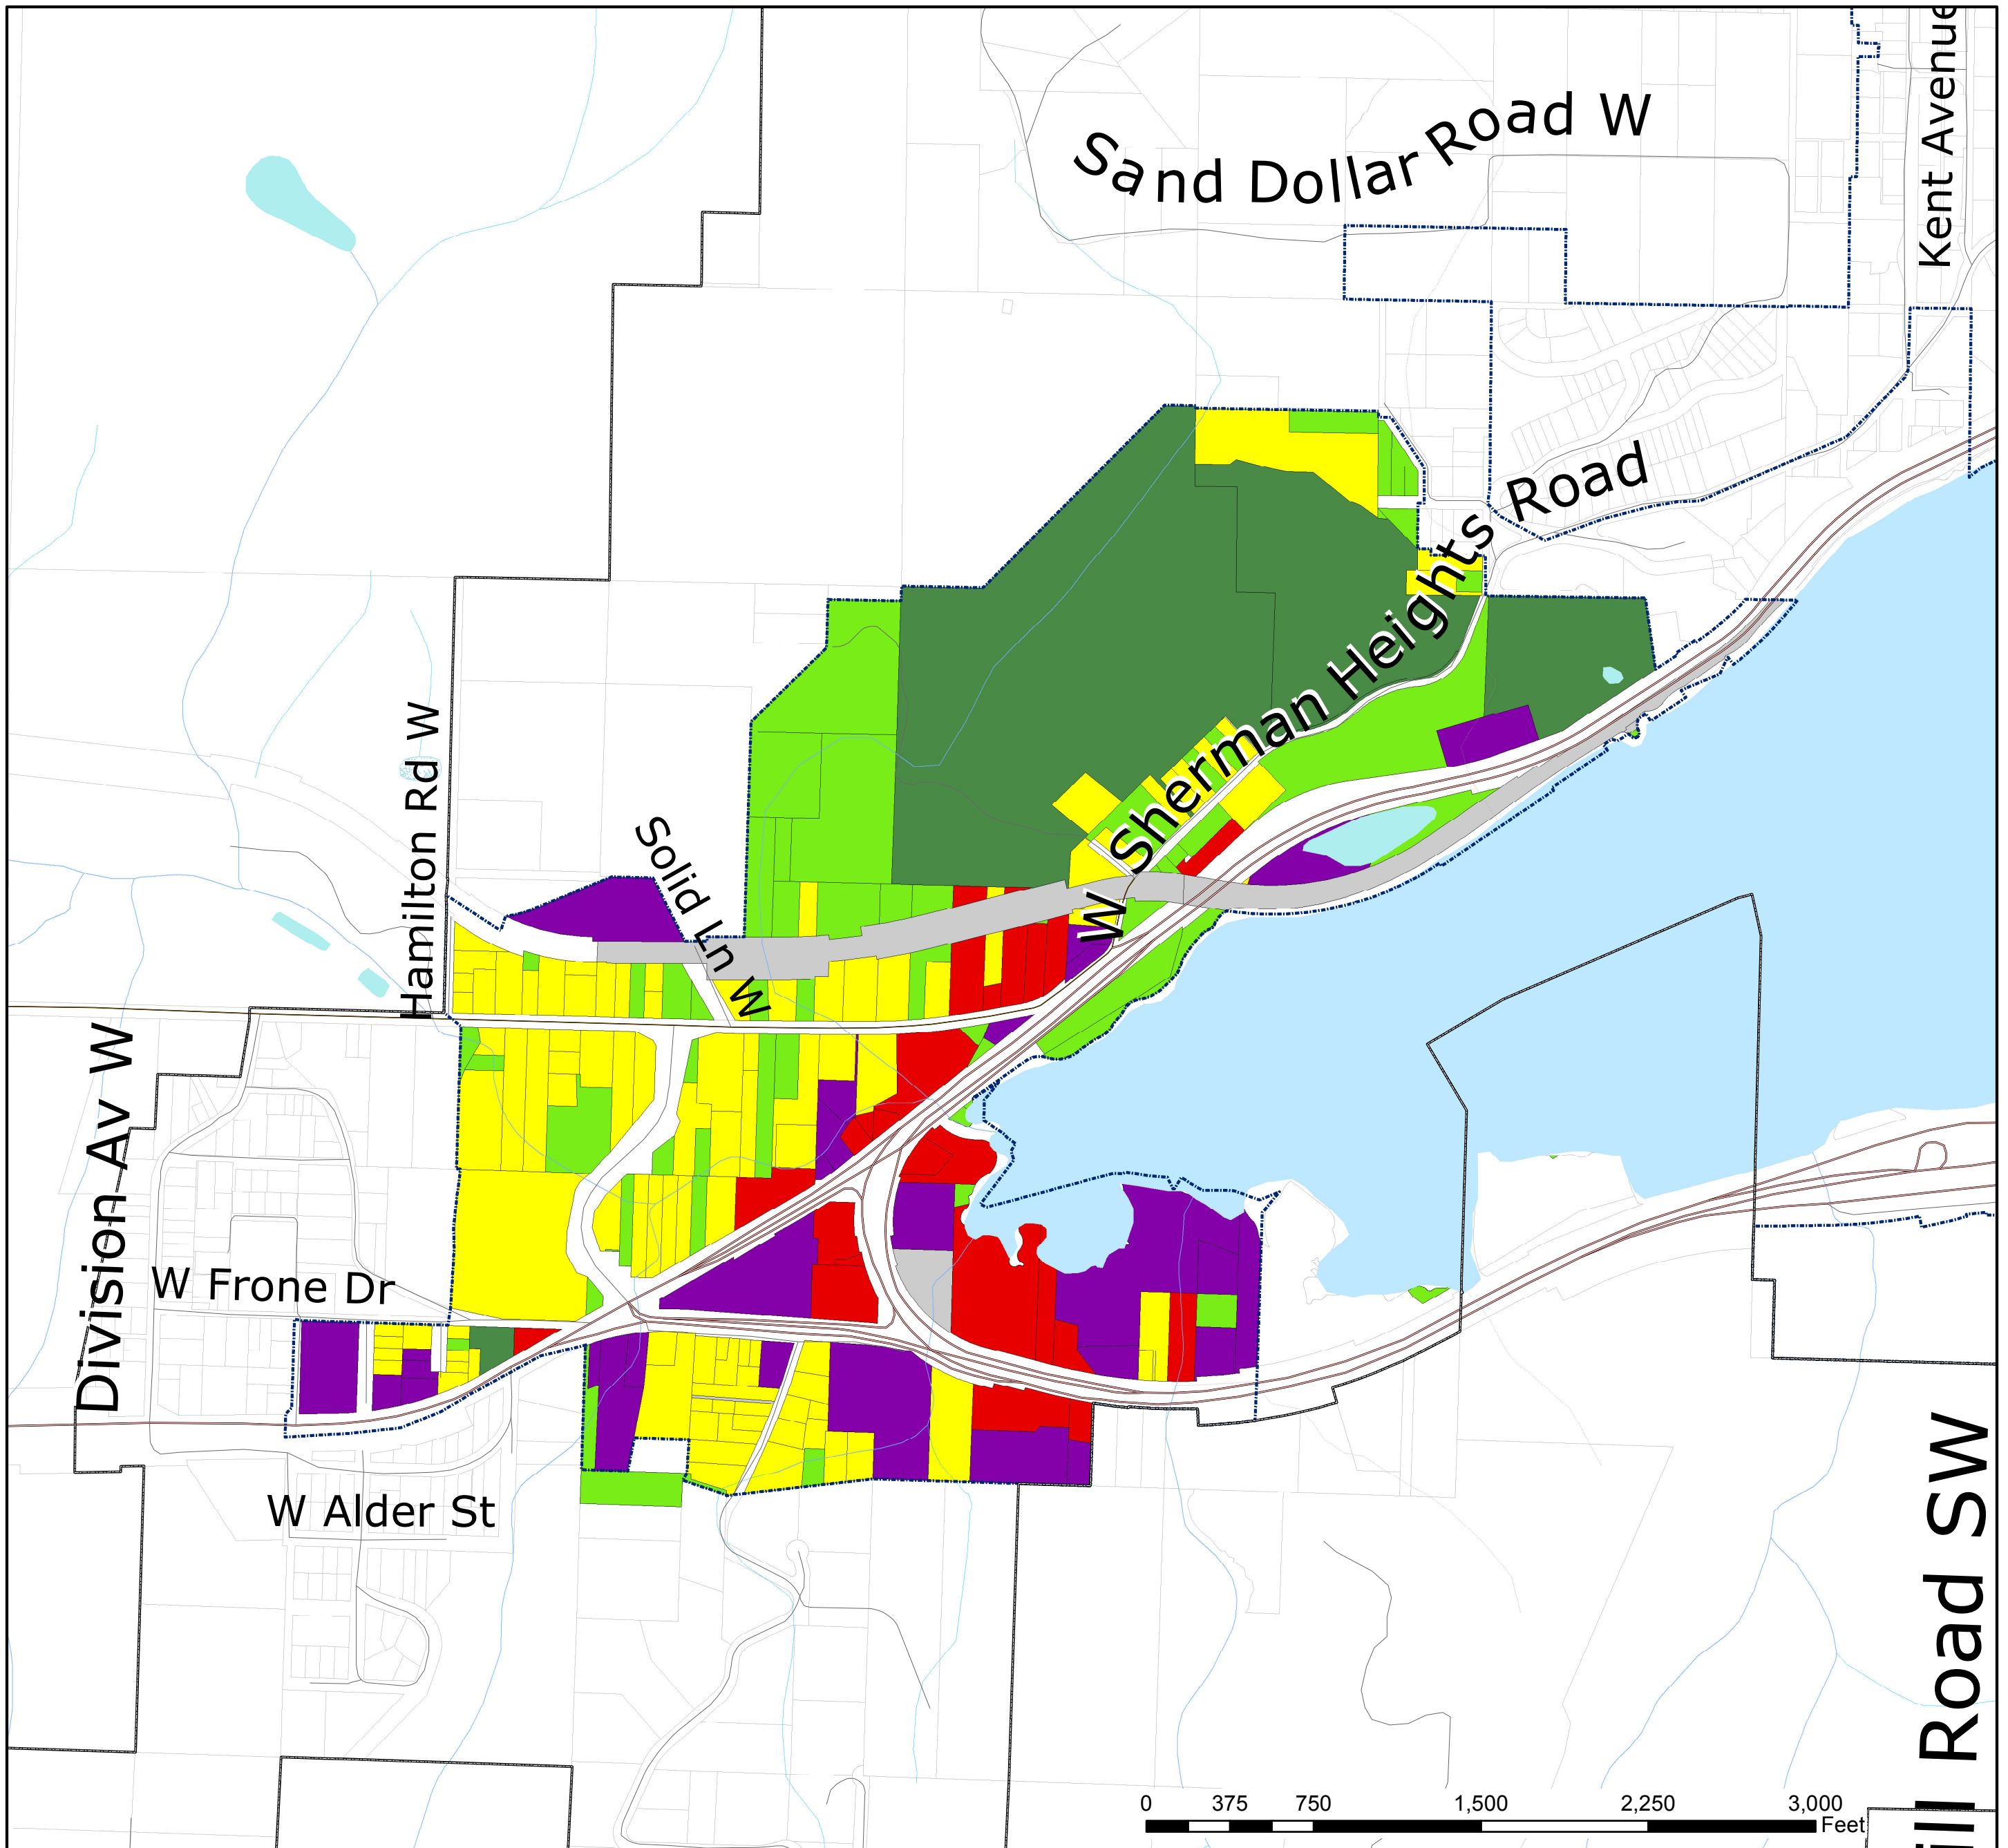 Kent Avenue
Sand Dollar Road W
W Sherman Heights Road
Hamilton Rd W
Solid Ln W
Division Av W
W Frone Dr
W Alder St
ill Road SW
0 375 750 1,500 2,250 3,000
Feet